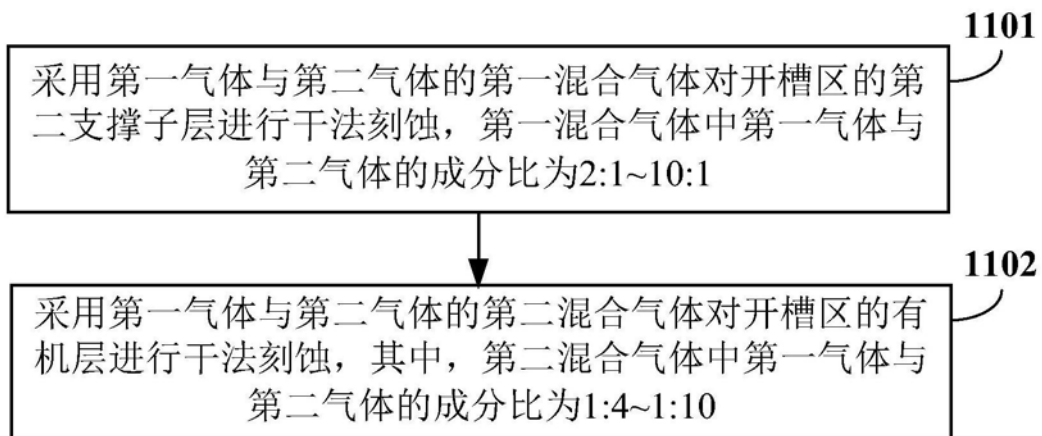 1101
采用第一气体与第二气体的第一混合气体对开槽区的第
二支撑子层进行干法刻蚀，第一混合气体中第一气体与
第二气体的成分比为2:1~10:1
1102
采用第一气体与第二气体的第二混合气体对开槽区的有
机层进行干法刻蚀，其中，第二混合气体中第一气体与
第二气体的成分比为1:4~1:10